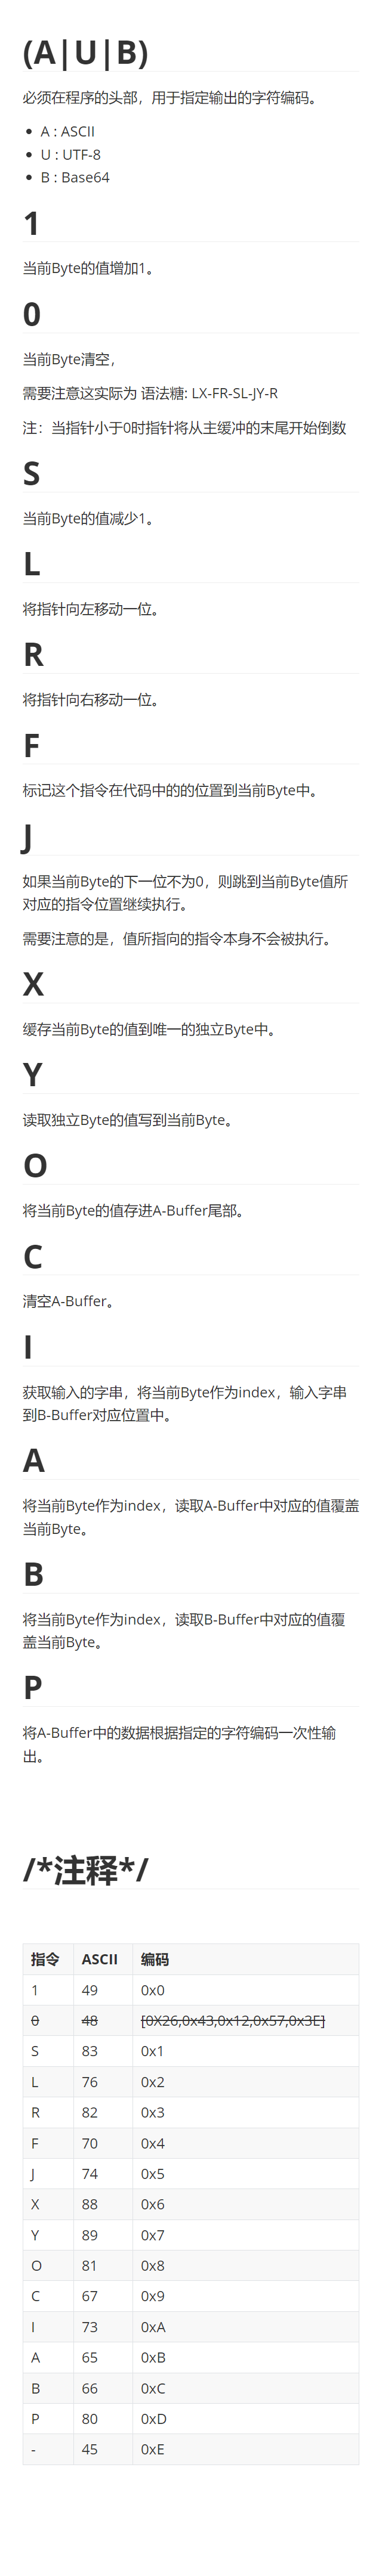 (A|U|B)
必须在程序的头部，用于指定输出的字符编码。
A : ASCII
U : UTF-8
B : Base64
1
当前Byte的值增加1。
0
当前Byte清空，
需要注意这实际为 语法糖: LX-FR-SL-JY-R
注：当指针小于0时指针将从主缓冲的末尾开始倒数
S
当前Byte的值减少1。
L
将指针向左移动一位。
R
将指针向右移动一位。
F
标记这个指令在代码中的的位置到当前Byte中。
J
如果当前Byte的下一位不为0，则跳到当前Byte值所
对应的指令位置继续执行。
需要注意的是，值所指向的指令本身不会被执行。
X
缓存当前Byte的值到唯一的独立Byte中。
Y
读取独立Byte的值写到当前Byte。
O
将当前Byte的值存进A-Buffer尾部。
C
清空A-Buffer。
I
获取输入的字串，将当前Byte作为index，输入字串
到B-Buffer对应位置中。
A
将当前Byte作为index，读取A-Buffer中对应的值覆盖
当前Byte。
B
将当前Byte作为index，读取B-Buffer中对应的值覆
盖当前Byte。
P
将A-Buffer中的数据根据指定的字符编码一次性输
出。
/*注释*/
指令 ASCII 编码
1 49 0x0
0 48 [0X26,0x43,0x12,0x57,0x3E]
S 83 0x1
L 76 0x2
R 82 0x3
F 70 0x4
J 74 0x5
X 88 0x6
Y 89 0x7
O 81 0x8
C 67 0x9
I 73 0xA
A 65 0xB
B 66 0xC
P 80 0xD
- 45 0xE